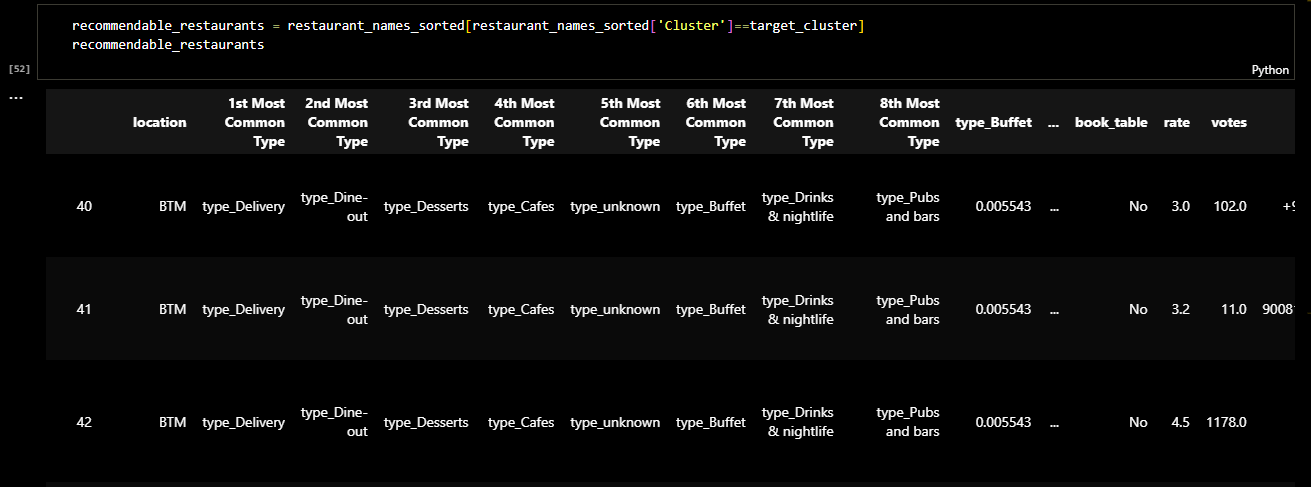 recommendable_restaurants = restaurant_names_sorted[restaurant_names_sorted['Cluster']==target_cluster]
recommendable_restaurants
[52]
Python
...
location 1st Most Common Type 2nd Most Common Type 3rd Most Common Type 4th Most Common Type 5th Most Common Type 6th Most Common Type 7th Most Common Type 8th Most Common Type type_Buffet ... book_table rate votes
40 BTM type_Delivery type_Dine-out type_Desserts type_Cafes type_unknown type_Buffet type_Drinks & nightlife type_Pubs and bars 0.005543 ... No 3.0 102.0
41 BTM type_Delivery type_Dine-out type_Desserts type_Cafes type_unknown type_Buffet type_Drinks & nightlife type_Pubs and bars 0.005543 ... No 3.2 11.0 9008
42 BTM type_Delivery type_Dine-out type_Desserts type_Cafes type_unknown type_Buffet type_Drinks & nightlife type_Pubs and bars 0.005543 ... No 4.5 1178.0